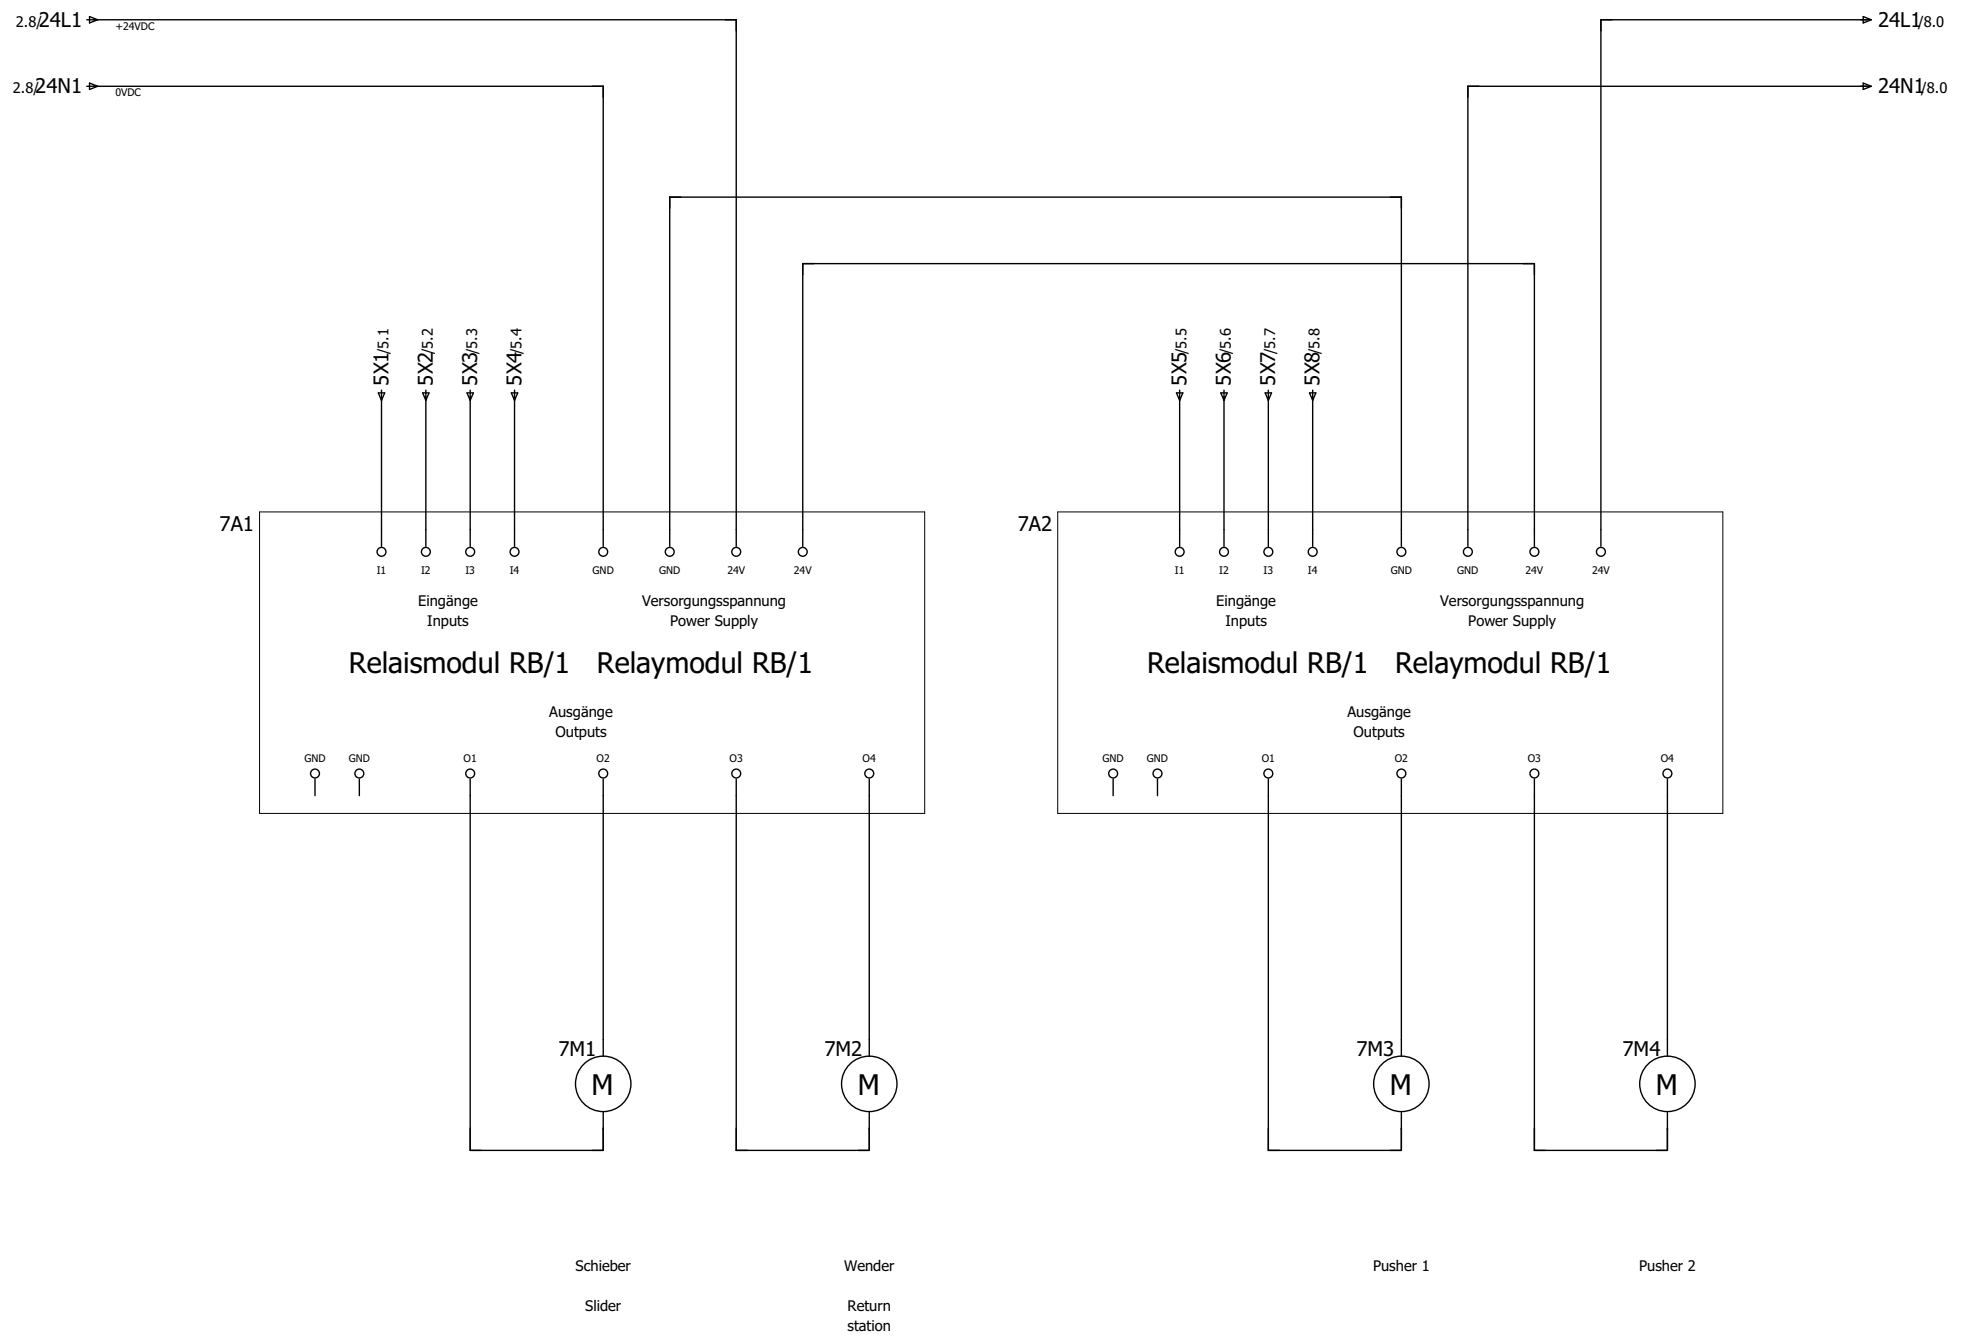 2.8/24L1 +24VDC 24L1/8.0
2.8/24N1 0VDC 24N1/8.0
5X1/5.1 5X2/5.2 5X3/5.3 5X4/5.4 5X5/5.5 5X6/5.6 5X7/5.7 5X8/5.8
7A1
I1 I2 I3 I4 GND GND 24V 24V
Eingänge Versorgungsspannung
Inputs Power Supply
Relaismodul RB/1 Relaymodul RB/1
Ausgänge
Outputs
GND GND O1 O2 O3 O4
7A2
I1 I2 I3 I4 GND GND 24V 24V
Eingänge Versorgungsspannung
Inputs Power Supply
Relaismodul RB/1 Relaymodul RB/1
Ausgänge
Outputs
GND GND O1 O2 O3 O4
7M1 7M2 7M3 7M4
M M M M
Schieber Wender Pusher 1 Pusher 2
Slider Return
station